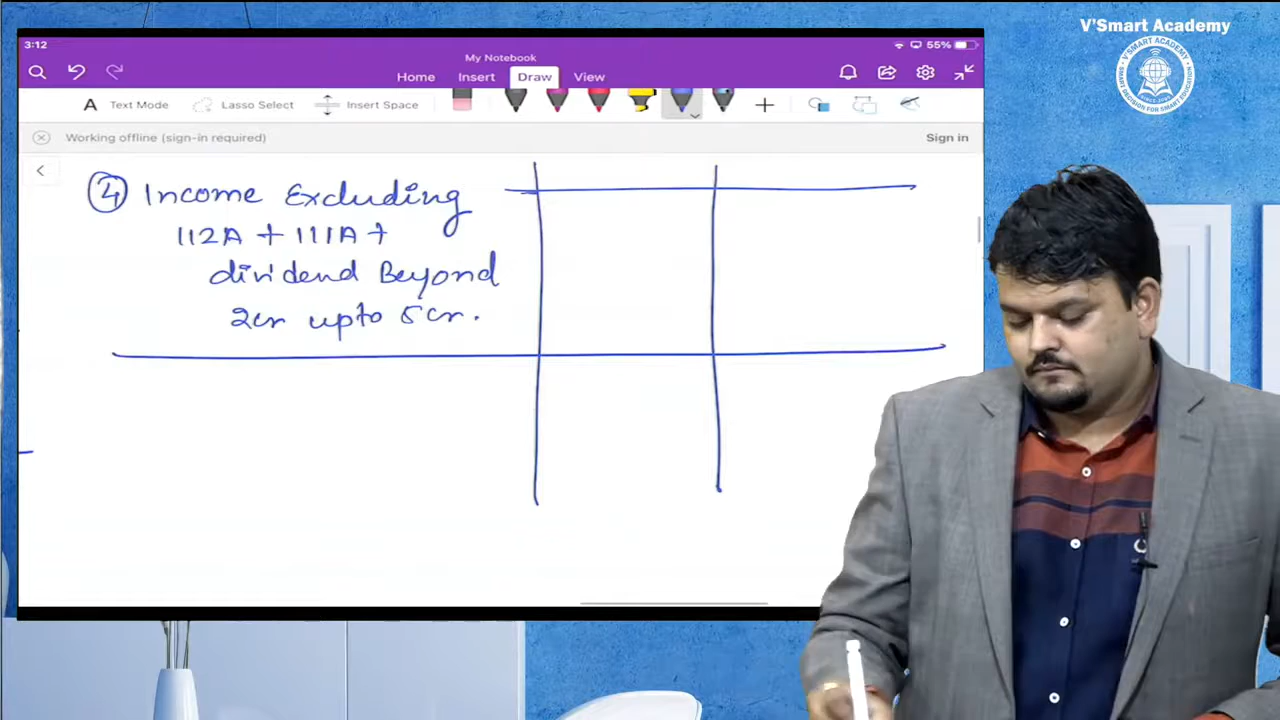 V'Smart Academy
3:12
55%
My Notebook
Home Insert Draw View
Text Mode Lasso Select Insert Space
Working offline (sign-in required) Sign in
④ Income Excluding
112A + 111A +
dividend Beyond
2cr upto 5cr.